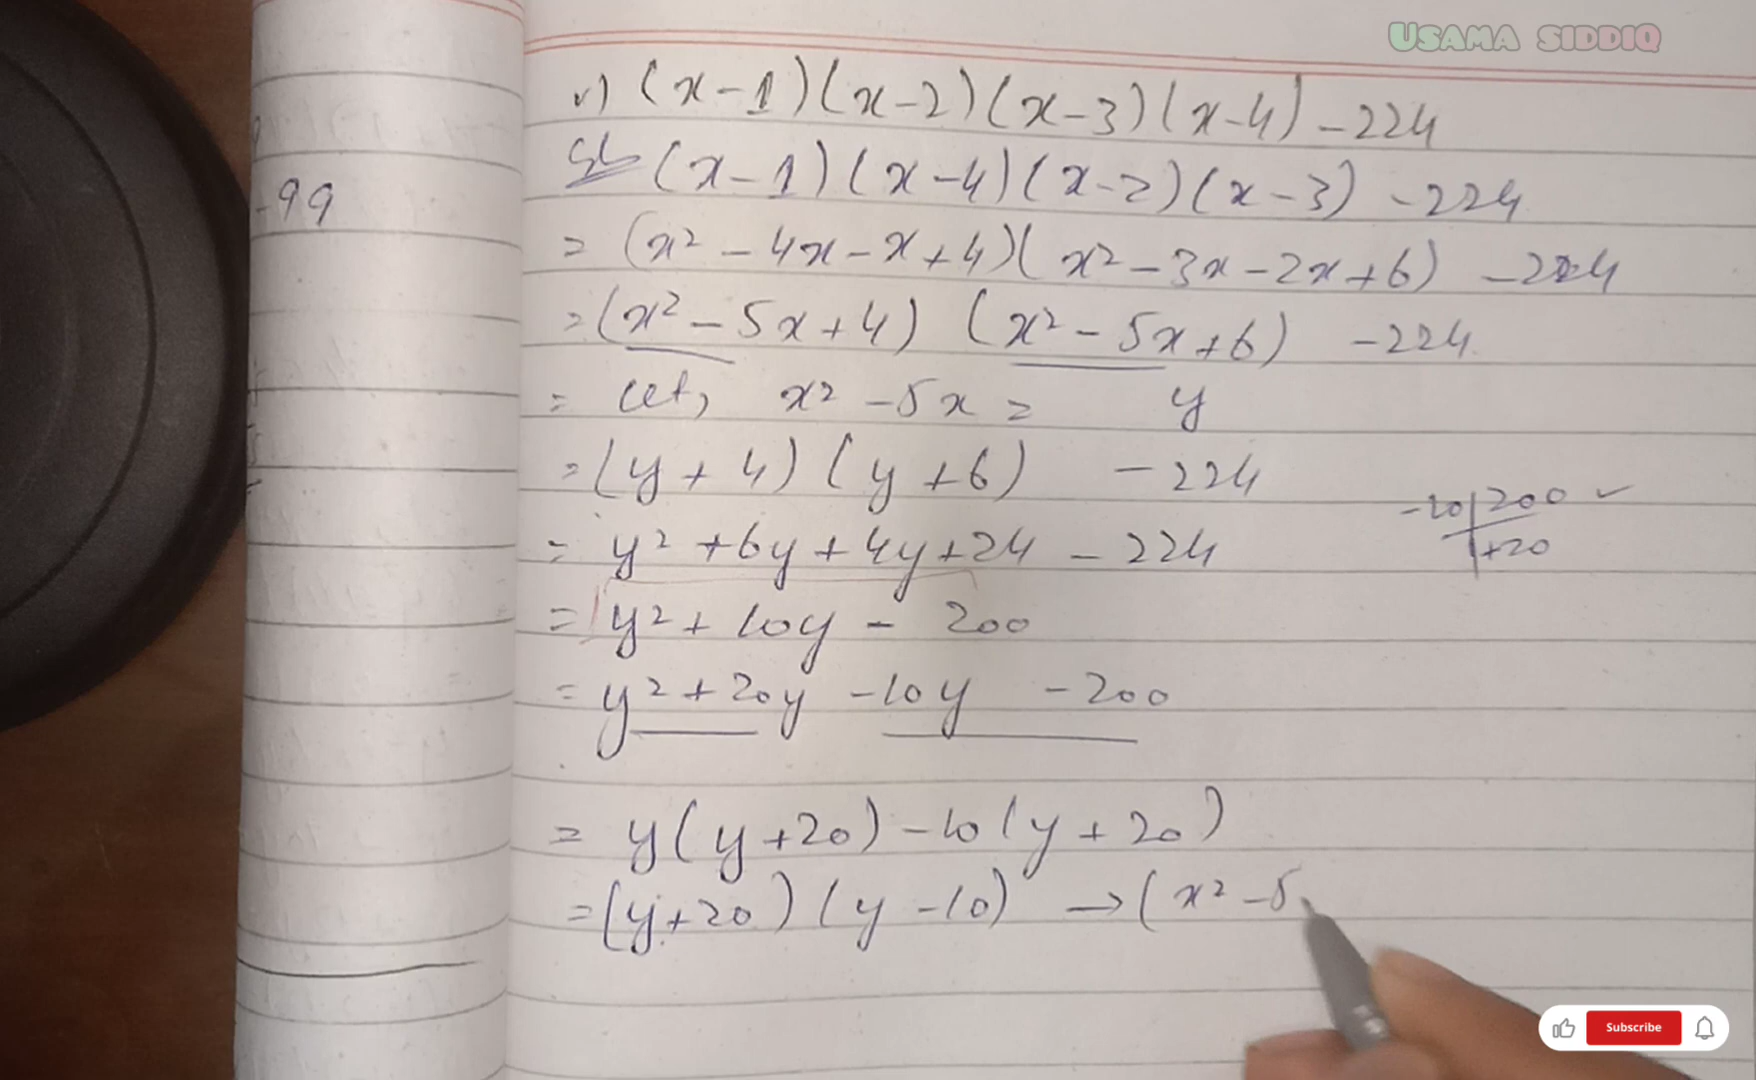 USAMA SIDDIQ
v) (x-1)(x-2)(x-3)(x-4) -224
Sol (x-1)(x-4)(x-2)(x-3) -224
= (x² - 4x - x + 4)(x² - 3x - 2x + 6) -224
= (x² - 5x + 4) (x² - 5x + 6) -224
= let, x² - 5x = y
= (y + 4) (y + 6) - 224
-10 | 200 ✓
+20
= y² + 6y + 4y + 24 - 224
= y² + 10y - 200
= y² + 20y - 10y - 200
= y(y + 20) - 10(y + 20)
= (y + 20) (y - 10) → (x² - 5
-99
Subscribe